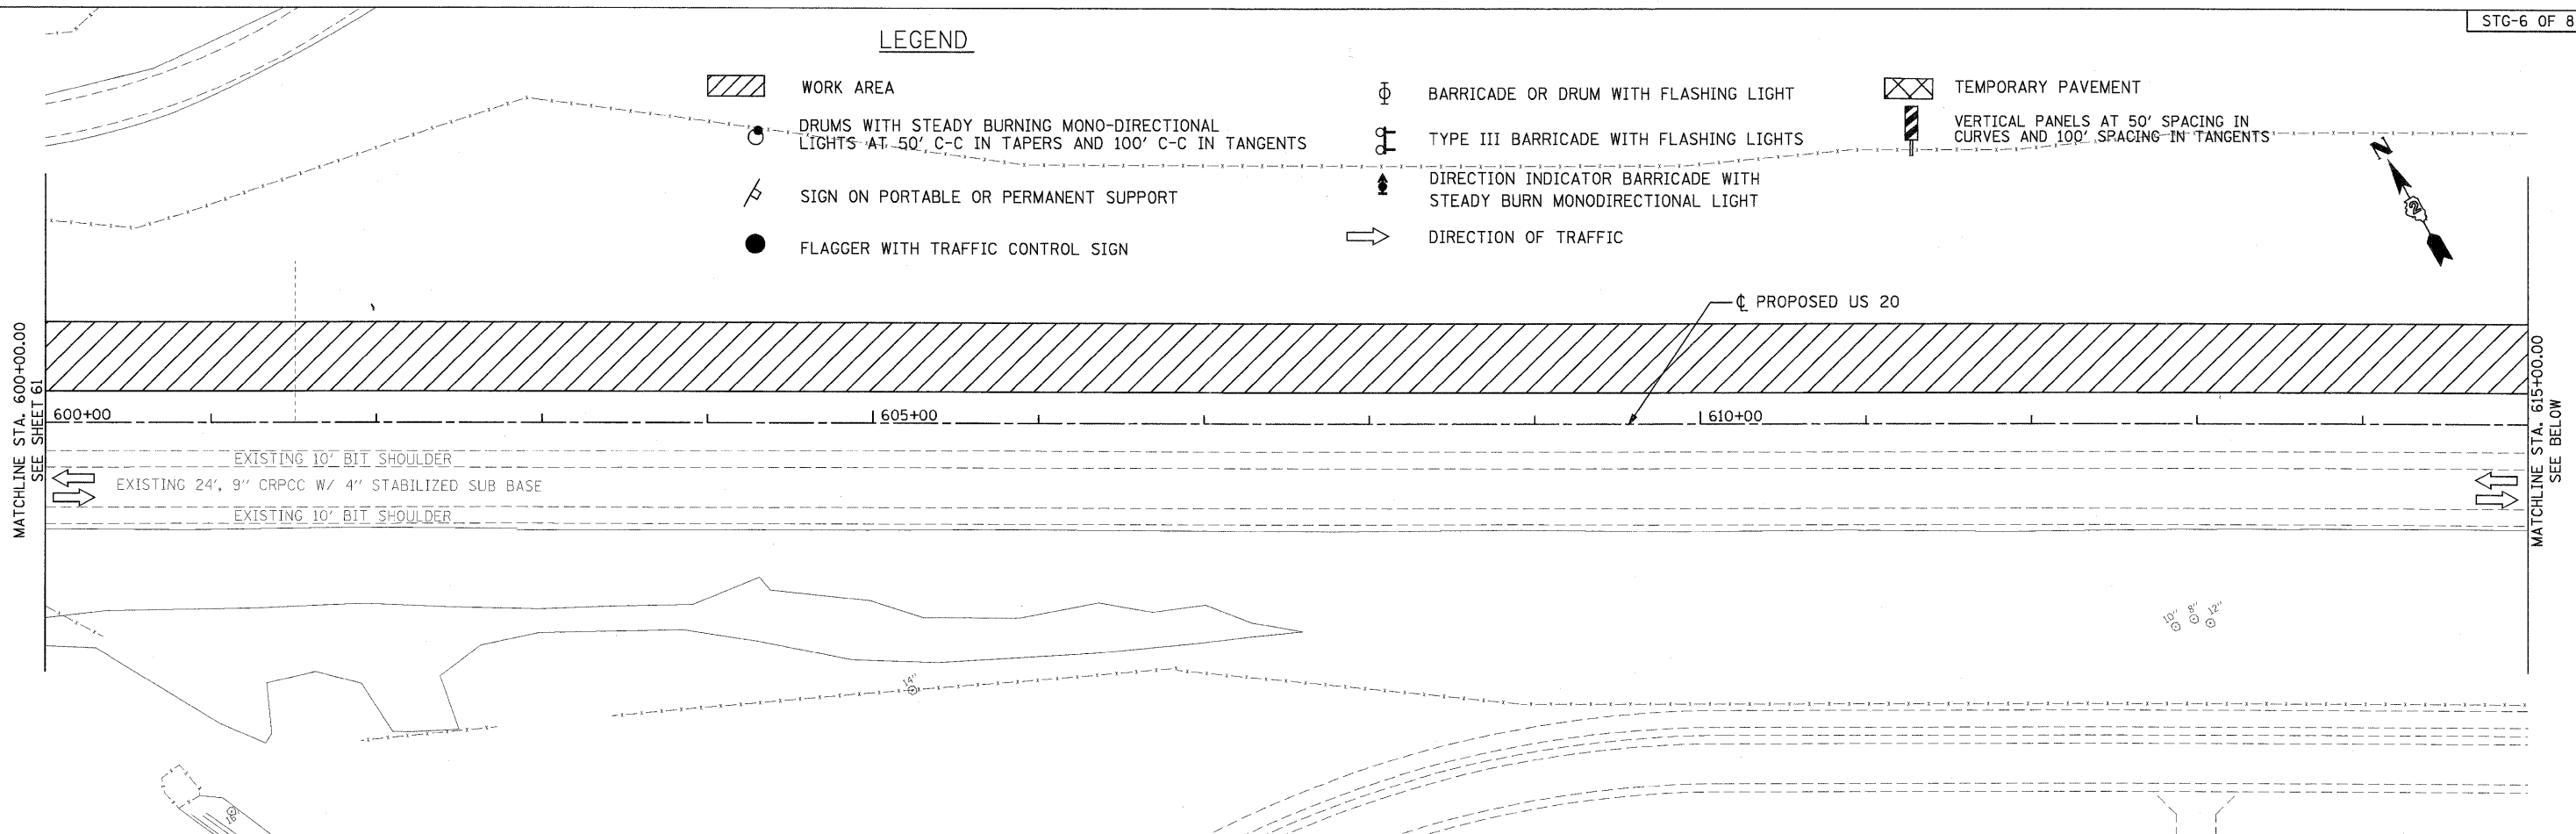 STG-6 OF 8
LEGEND
WORK AREA
DRUMS WITH STEADY BURNING MONO-DIRECTIONAL
LIGHTS AT 50' C-C IN TAPERS AND 100' C-C IN TANGENTS
SIGN ON PORTABLE OR PERMANENT SUPPORT
FLAGGER WITH TRAFFIC CONTROL SIGN
BARRICADE OR DRUM WITH FLASHING LIGHT
TYPE III BARRICADE WITH FLASHING LIGHTS
DIRECTION INDICATOR BARRICADE WITH
STEADY BURN MONODIRECTIONAL LIGHT
DIRECTION OF TRAFFIC
TEMPORARY PAVEMENT
VERTICAL PANELS AT 50' SPACING IN
CURVES AND 100' SPACING IN TANGENTS
N
2
℄ PROPOSED US 20
MATCHLINE STA. 600+00.00
SEE SHEET 61
600+00
605+00
610+00
MATCHLINE STA. 615+00.00
SEE BELOW
EXISTING 10' BIT SHOULDER
EXISTING 24', 9" CRPCC W/ 4" STABILIZED SUB BASE
EXISTING 10' BIT SHOULDER
10"
8"
12"
14"